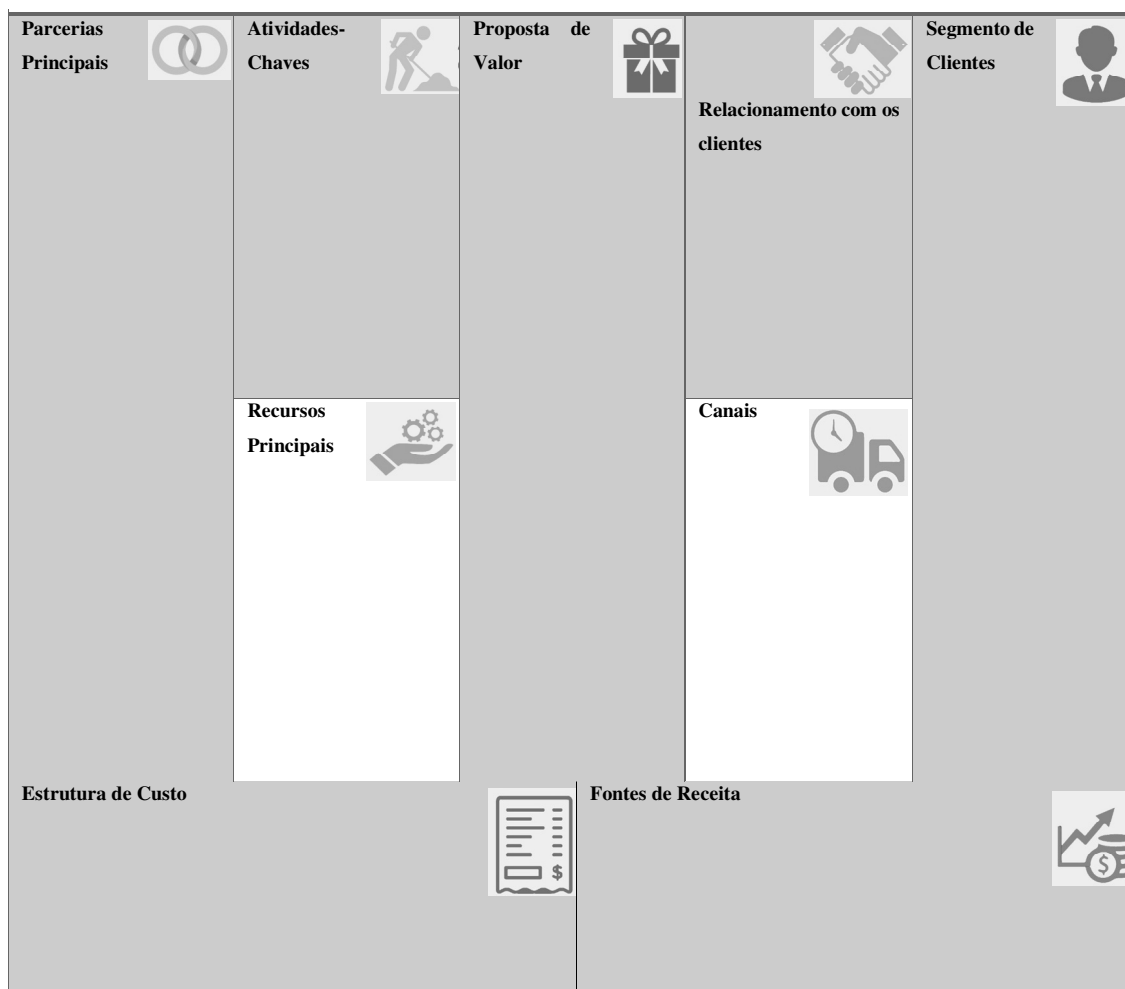 Parcerias
Principais
Atividades-
Chaves
Proposta de
Valor
Relacionamento com os
clientes
Segmento de
Clientes
Recursos
Principais
Canais
Estrutura de Custo
$
Fontes de Receita
$